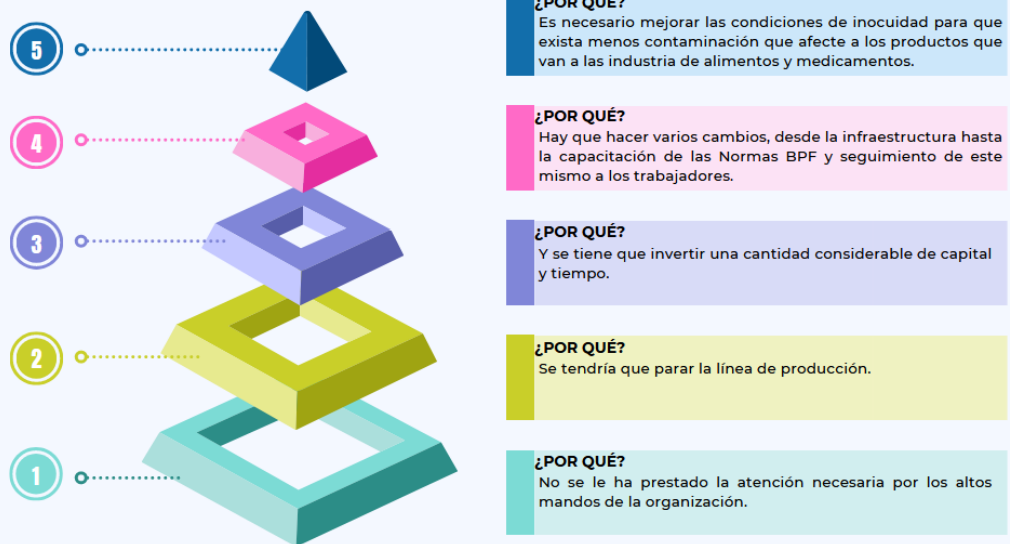 5
¿POR QUÉ?
Es necesario mejorar las condiciones de inocuidad para que
exista menos contaminación que afecte a los productos que
van a las industria de alimentos y medicamentos.
4
¿POR QUÉ?
Hay que hacer varios cambios, desde la infraestructura hasta
la capacitación de las Normas BPF y seguimiento de este
mismo a los trabajadores.
3
¿POR QUÉ?
Y se tiene que invertir una cantidad considerable de capital
y tiempo.
2
¿POR QUÉ?
Se tendría que parar la línea de producción.
1
¿POR QUÉ?
No se le ha prestado la atención necesaria por los altos
mandos de la organización.